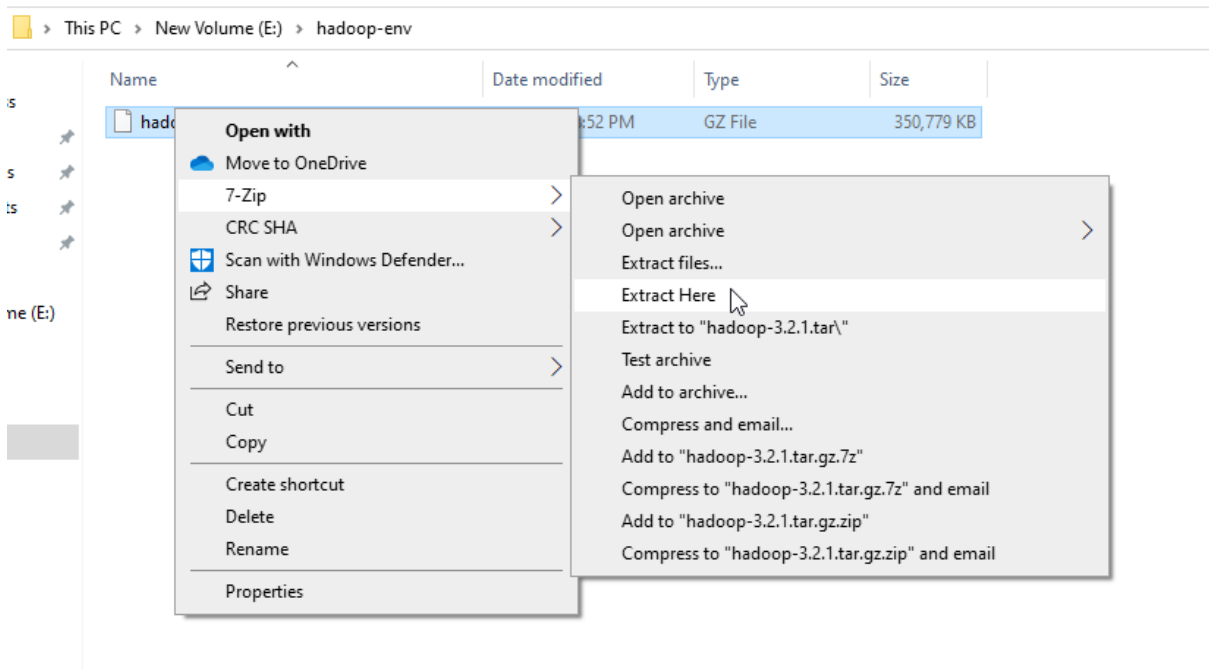 This PC > New Volume (E:) > hadoop-env
Name Date modified Type Size
:52 PM GZ File 350,779 KB
me (E:)
Open with
Move to OneDrive
7-Zip
CRC SHA
Scan with Windows Defender...
Share
Restore previous versions
Send to
Cut
Copy
Create shortcut
Delete
Rename
Properties
Open archive
Open archive
Extract files...
Extract Here
Extract to "hadoop-3.2.1.tar\"
Test archive
Add to archive...
Compress and email...
Add to "hadoop-3.2.1.tar.gz.7z"
Compress to "hadoop-3.2.1.tar.gz.7z" and email
Add to "hadoop-3.2.1.tar.gz.zip"
Compress to "hadoop-3.2.1.tar.gz.zip" and email